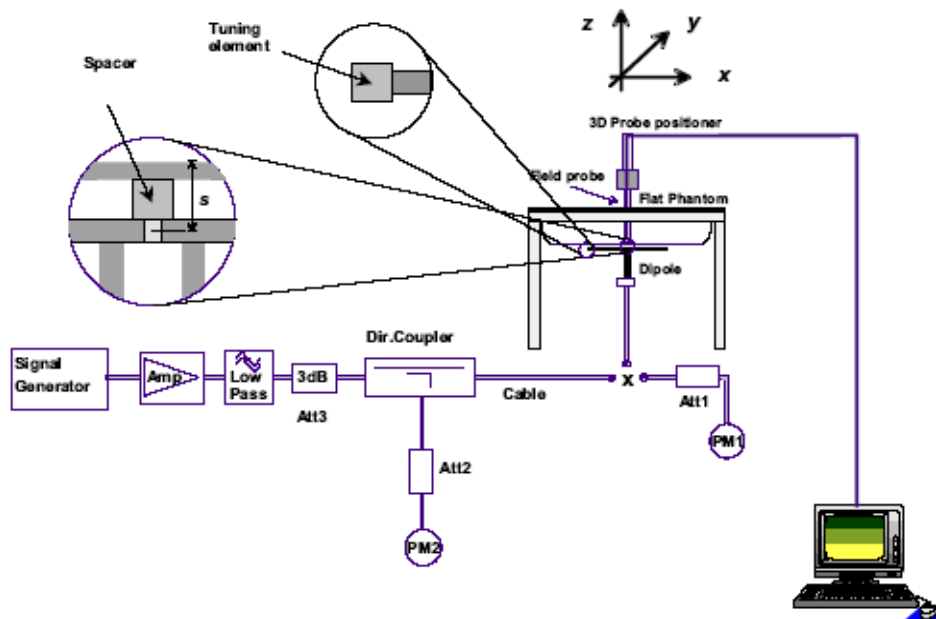 Tuning
element
Spacer
s
z
y
x
3D Probe positioner
Field probe
Flat Phantom
Dipole
Signal
Generator
Amp
Low
Pass
3dB
Att3
Dir.Coupler
Cable
x
Att1
PM1
Att2
PM2